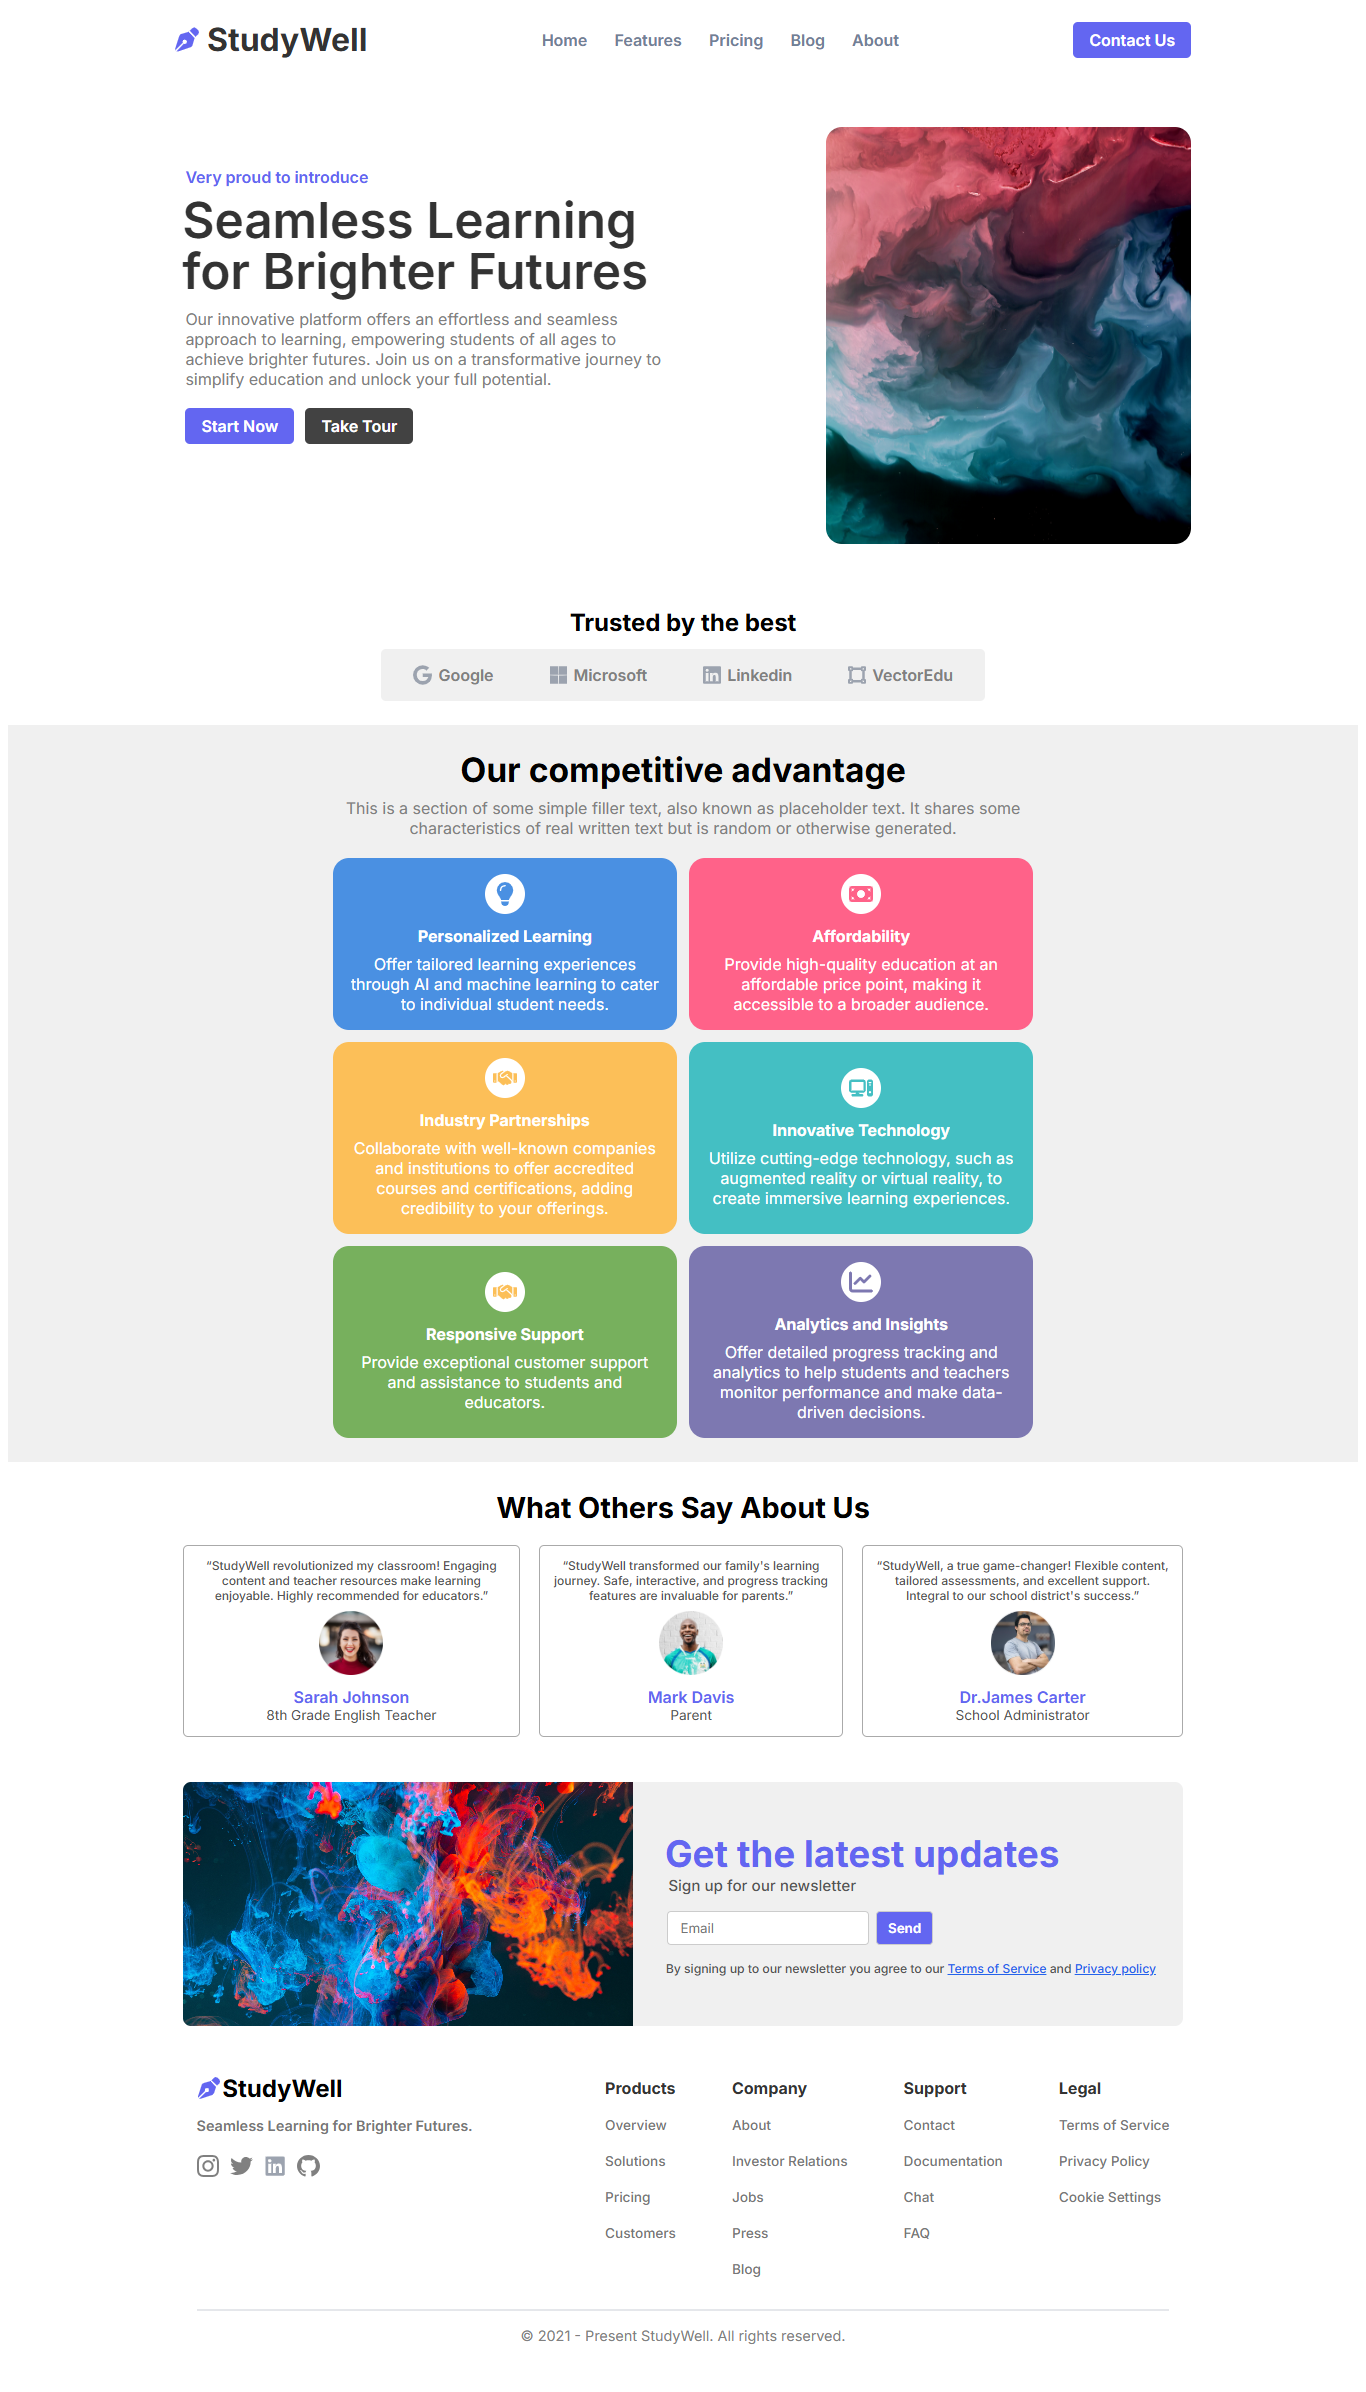 StudyWell
Home Features Pricing Blog About
Contact Us
Very proud to introduce
Seamless Learning
for Brighter Futures
Our innovative platform offers an effortless and seamless
approach to learning, empowering students of all ages to
achieve brighter futures. Join us on a transformative journey to
simplify education and unlock your full potential.
Start Now Take Tour
Trusted by the best
Google Microsoft Linkedin VectorEdu
Our competitive advantage
This is a section of some simple filler text, also known as placeholder text. It shares some
characteristics of real written text but is random or otherwise generated.
Personalized Learning
Offer tailored learning experiences
through AI and machine learning to cater
to individual student needs.
Affordability
Provide high-quality education at an
affordable price point, making it
accessible to a broader audience.
Industry Partnerships
Collaborate with well-known companies
and institutions to offer accredited
courses and certifications, adding
credibility to your offerings.
Innovative Technology
Utilize cutting-edge technology, such as
augmented reality or virtual reality, to
create immersive learning experiences.
Responsive Support
Provide exceptional customer support
and assistance to students and
educators.
Analytics and Insights
Offer detailed progress tracking and
analytics to help students and teachers
monitor performance and make data-
driven decisions.
What Others Say About Us
“StudyWell revolutionized my classroom! Engaging
content and teacher resources make learning
enjoyable. Highly recommended for educators.”
Sarah Johnson
8th Grade English Teacher
“StudyWell transformed our family's learning
journey. Safe, interactive, and progress tracking
features are invaluable for parents.”
Mark Davis
Parent
“StudyWell, a true game-changer! Flexible content,
tailored assessments, and excellent support.
Integral to our school district's success.”
Dr.James Carter
School Administrator
Get the latest updates
Sign up for our newsletter
Email
Send
By signing up to our newsletter you agree to our Terms of Service and Privacy policy
StudyWell
Seamless Learning for Brighter Futures.
Products
Overview
Solutions
Pricing
Customers
Company
About
Investor Relations
Jobs
Press
Blog
Support
Contact
Documentation
Chat
FAQ
Legal
Terms of Service
Privacy Policy
Cookie Settings
© 2021 - Present StudyWell. All rights reserved.